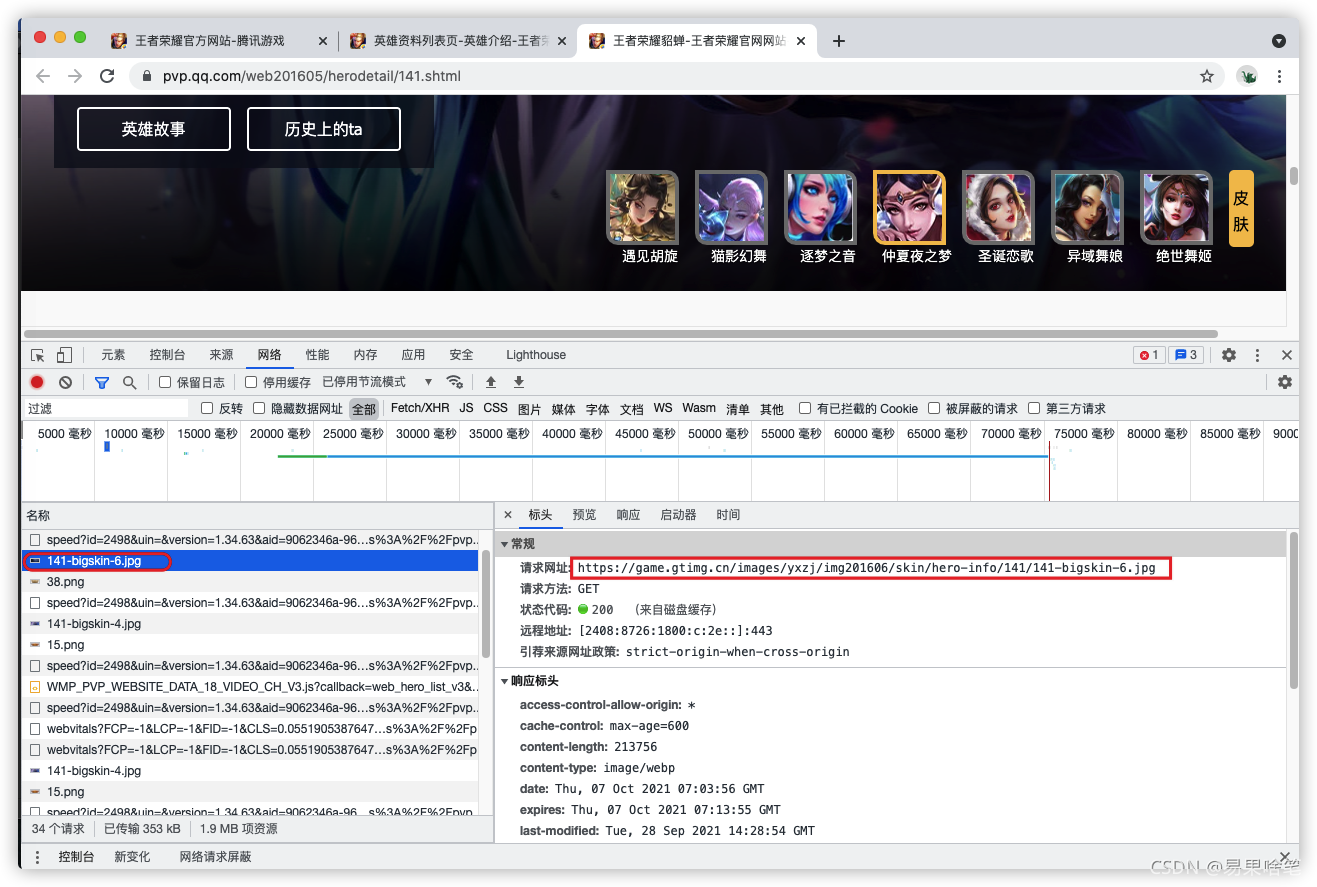 王者荣耀官方网站-腾讯游戏
英雄资料列表页-英雄介绍-王者荣
王者荣耀貂蝉-王者荣耀官网网站
pvp.qq.com/web201605/herodetail/141.shtml
英雄故事 历史上的ta
皮肤
遇见胡旋 猫影幻舞 逐梦之音 仲夏夜之梦 圣诞恋歌 异域舞娘 绝世舞姬
元素 控制台 来源 网络 性能 内存 应用 安全 Lighthouse 1 3
保留日志 停用缓存 已停用节流模式
过滤 反转 隐藏数据网址 全部 Fetch/XHR JS CSS 图片 媒体 字体 文档 WS Wasm 清单 其他 有已拦截的 Cookie 被屏蔽的请求 第三方请求
5000 毫秒 10000 毫秒 15000 毫秒 20000 毫秒 25000 毫秒 30000 毫秒 35000 毫秒 40000 毫秒 45000 毫秒 50000 毫秒 55000 毫秒 60000 毫秒 65000 毫秒 70000 毫秒 75000 毫秒 80000 毫秒 85000 毫秒 9000
名称
speed?id=2498&uin=&version=1.34.63&aid=9062346a-96…s%3A%2F%2Fpvp..
141-bigskin-6.jpg
38.png
speed?id=2498&uin=&version=1.34.63&aid=9062346a-96…s%3A%2F%2Fpvp..
141-bigskin-4.jpg
15.png
speed?id=2498&uin=&version=1.34.63&aid=9062346a-96…s%3A%2F%2Fpvp..
WMP_PVP_WEBSITE_DATA_18_VIDEO_CH_V3.js?callback=web_hero_list_v3&..
speed?id=2498&uin=&version=1.34.63&aid=9062346a-96…s%3A%2F%2Fpvp..
webvitals?FCP=-1&LCP=-1&FID=-1&CLS=0.0551905387647…s%3A%2F%2Fp
webvitals?FCP=-1&LCP=-1&FID=-1&CLS=0.0551905387647…s%3A%2F%2Fp
141-bigskin-4.jpg
15.png
speed?id=2498&uin=&version=1.34.63&aid=9062346a-96…s%3A%2F%2Fpvp..
34 个请求 已传输 353 kB 1.9 MB 项资源
标头 预览 响应 启动器 时间
常规
请求网址: https://game.gtimg.cn/images/yxzj/img201606/skin/hero-info/141/141-bigskin-6.jpg
请求方法: GET
状态代码: 200 (来自磁盘缓存)
远程地址: [2408:8726:1800:c:2e::]:443
引荐来源网址政策: strict-origin-when-cross-origin
响应标头
access-control-allow-origin: *
cache-control: max-age=600
content-length: 213756
content-type: image/webp
date: Thu, 07 Oct 2021 07:03:56 GMT
expires: Thu, 07 Oct 2021 07:13:55 GMT
last-modified: Tue, 28 Sep 2021 14:28:54 GMT
控制台 新变化 网络请求屏蔽
CSDN @易果啥笔